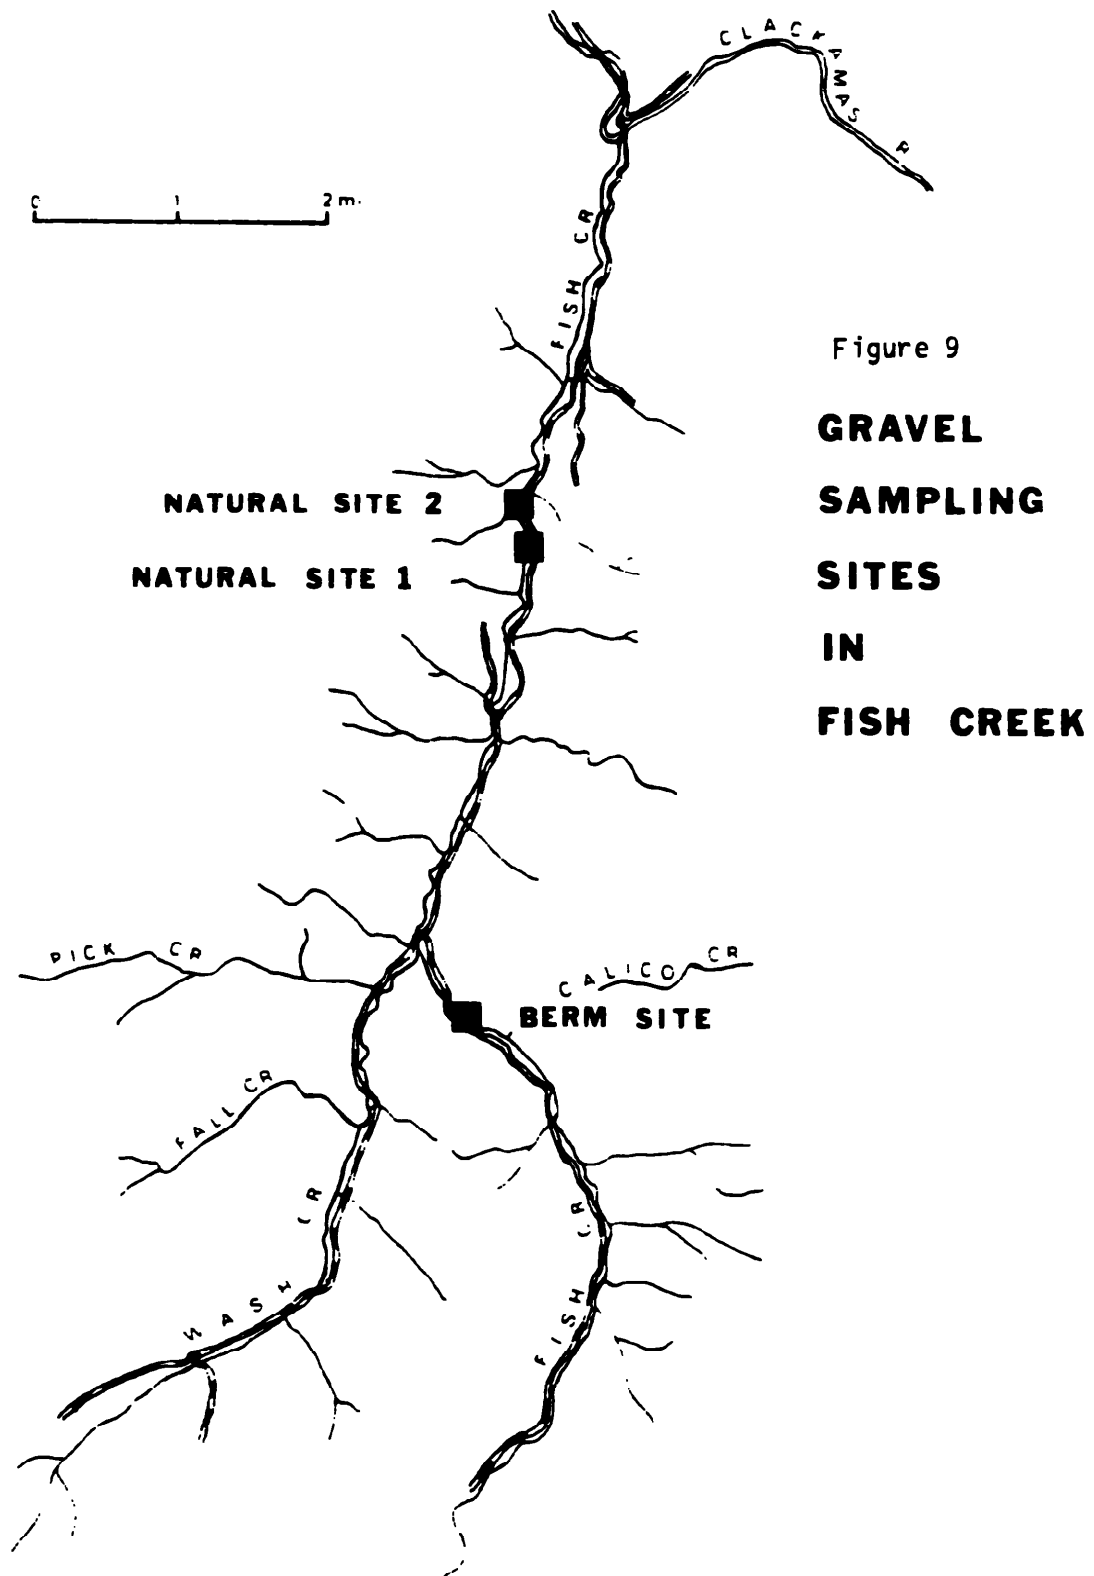 CLACKAMAS R
0 1 2 m.
FISH CR
Figure 9
GRAVEL
SAMPLING
SITES
IN
FISH CREEK
NATURAL SITE 2
NATURAL SITE 1
PICK CR
CALICO CR
BERM SITE
FALL CR
WASH CR
FISH CR